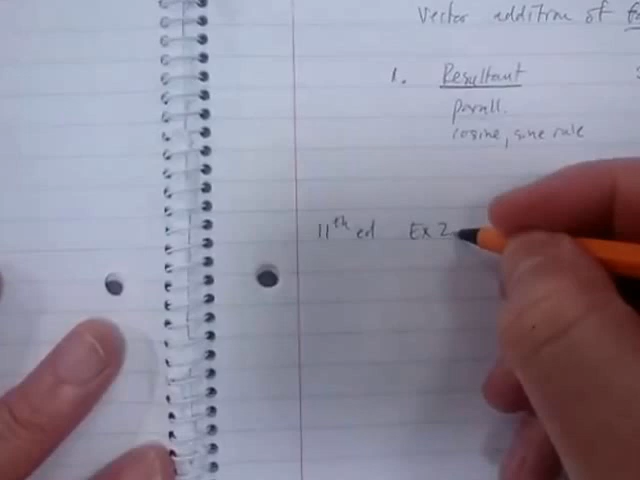 Vector addition of
1. Resultant
parall.
cosine, sine rule
11th ed Ex 2.